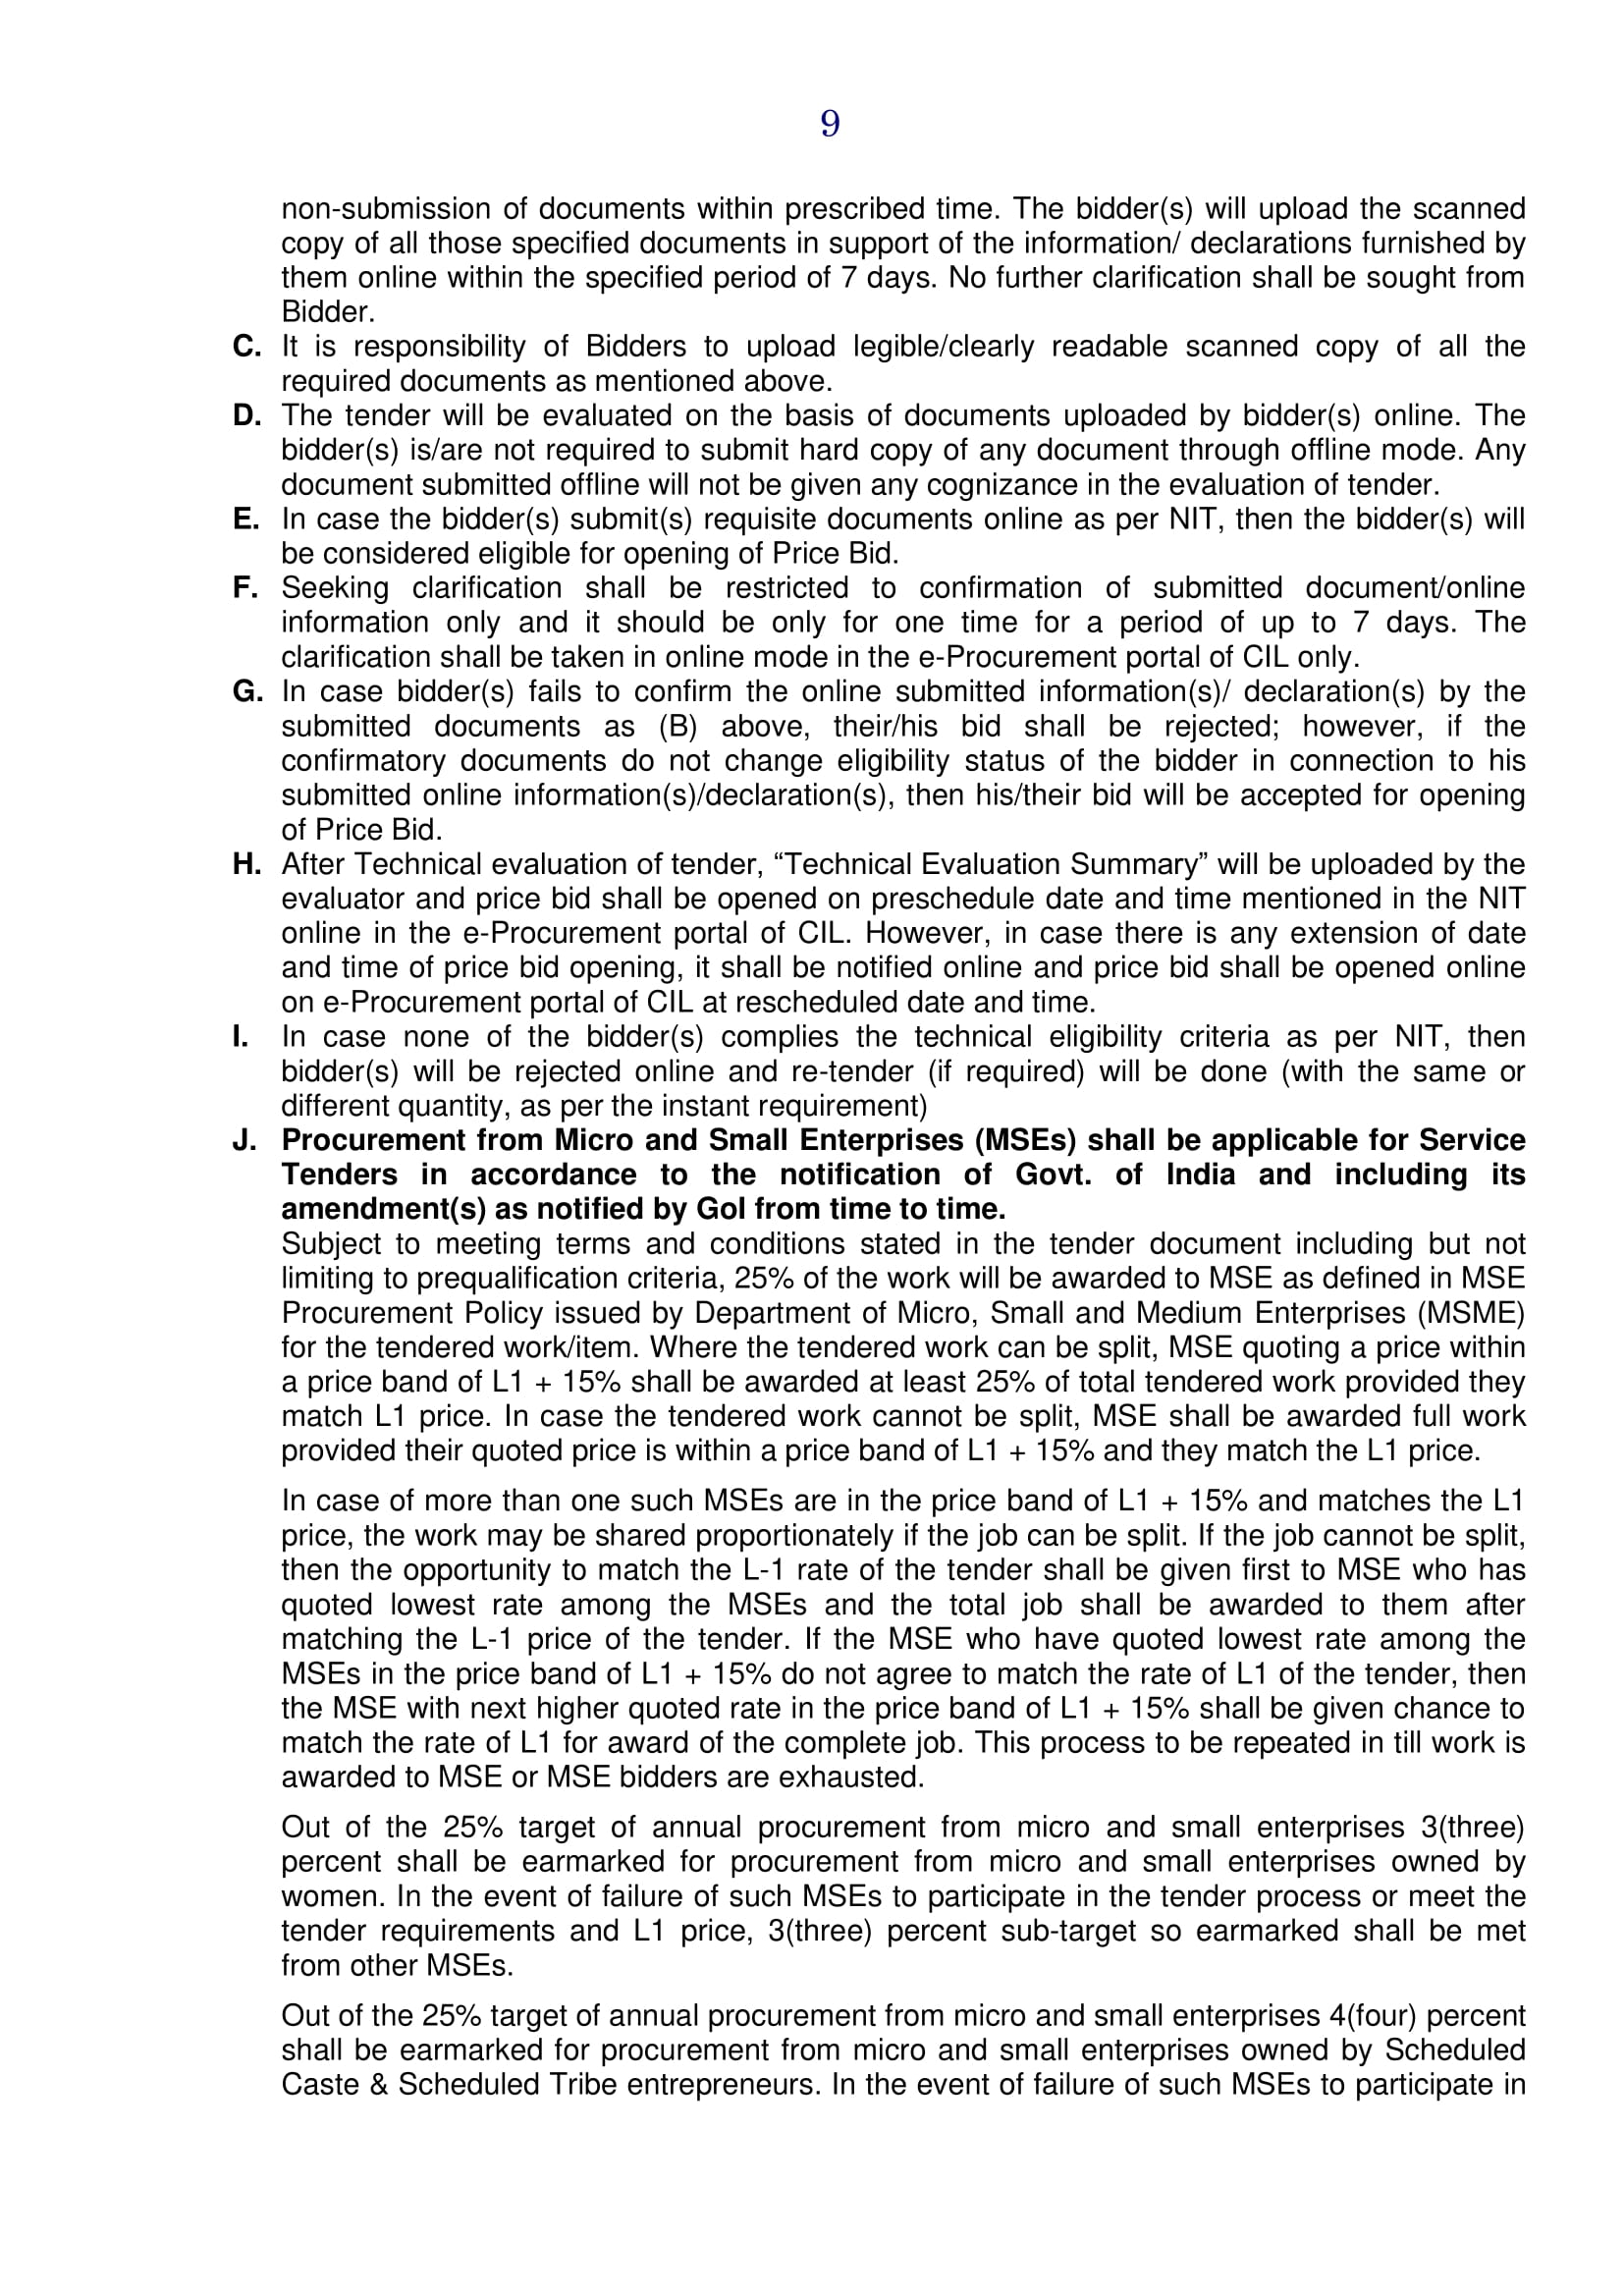 9
non-submission of documents within prescribed time. The bidder(s) will upload the scanned
copy of all those specified documents in support of the information/ declarations furnished by
them online within the specified period of 7 days. No further clarification shall be sought from
Bidder.
C. It is responsibility of Bidders to upload legible/clearly readable scanned copy of all the
required documents as mentioned above.
D. The tender will be evaluated on the basis of documents uploaded by bidder(s) online. The
bidder(s) is/are not required to submit hard copy of any document through offline mode. Any
document submitted offline will not be given any cognizance in the evaluation of tender.
E. In case the bidder(s) submit(s) requisite documents online as per NIT, then the bidder(s) will
be considered eligible for opening of Price Bid.
F. Seeking clarification shall be restricted to confirmation of submitted document/online
information only and it should be only for one time for a period of up to 7 days. The
clarification shall be taken in online mode in the e-Procurement portal of CIL only.
G. In case bidder(s) fails to confirm the online submitted information(s)/ declaration(s) by the
submitted documents as (B) above, their/his bid shall be rejected; however, if the
confirmatory documents do not change eligibility status of the bidder in connection to his
submitted online information(s)/declaration(s), then his/their bid will be accepted for opening
of Price Bid.
H. After Technical evaluation of tender, “Technical Evaluation Summary” will be uploaded by the
evaluator and price bid shall be opened on preschedule date and time mentioned in the NIT
online in the e-Procurement portal of CIL. However, in case there is any extension of date
and time of price bid opening, it shall be notified online and price bid shall be opened online
on e-Procurement portal of CIL at rescheduled date and time.
I. In case none of the bidder(s) complies the technical eligibility criteria as per NIT, then
bidder(s) will be rejected online and re-tender (if required) will be done (with the same or
different quantity, as per the instant requirement)
J. Procurement from Micro and Small Enterprises (MSEs) shall be applicable for Service
Tenders in accordance to the notification of Govt. of India and including its
amendment(s) as notified by GoI from time to time.
Subject to meeting terms and conditions stated in the tender document including but not
limiting to prequalification criteria, 25% of the work will be awarded to MSE as defined in MSE
Procurement Policy issued by Department of Micro, Small and Medium Enterprises (MSME)
for the tendered work/item. Where the tendered work can be split, MSE quoting a price within
a price band of L1 + 15% shall be awarded at least 25% of total tendered work provided they
match L1 price. In case the tendered work cannot be split, MSE shall be awarded full work
provided their quoted price is within a price band of L1 + 15% and they match the L1 price.
In case of more than one such MSEs are in the price band of L1 + 15% and matches the L1
price, the work may be shared proportionately if the job can be split. If the job cannot be split,
then the opportunity to match the L-1 rate of the tender shall be given first to MSE who has
quoted lowest rate among the MSEs and the total job shall be awarded to them after
matching the L-1 price of the tender. If the MSE who have quoted lowest rate among the
MSEs in the price band of L1 + 15% do not agree to match the rate of L1 of the tender, then
the MSE with next higher quoted rate in the price band of L1 + 15% shall be given chance to
match the rate of L1 for award of the complete job. This process to be repeated in till work is
awarded to MSE or MSE bidders are exhausted.
Out of the 25% target of annual procurement from micro and small enterprises 3(three)
percent shall be earmarked for procurement from micro and small enterprises owned by
women. In the event of failure of such MSEs to participate in the tender process or meet the
tender requirements and L1 price, 3(three) percent sub-target so earmarked shall be met
from other MSEs.
Out of the 25% target of annual procurement from micro and small enterprises 4(four) percent
shall be earmarked for procurement from micro and small enterprises owned by Scheduled
Caste & Scheduled Tribe entrepreneurs. In the event of failure of such MSEs to participate in